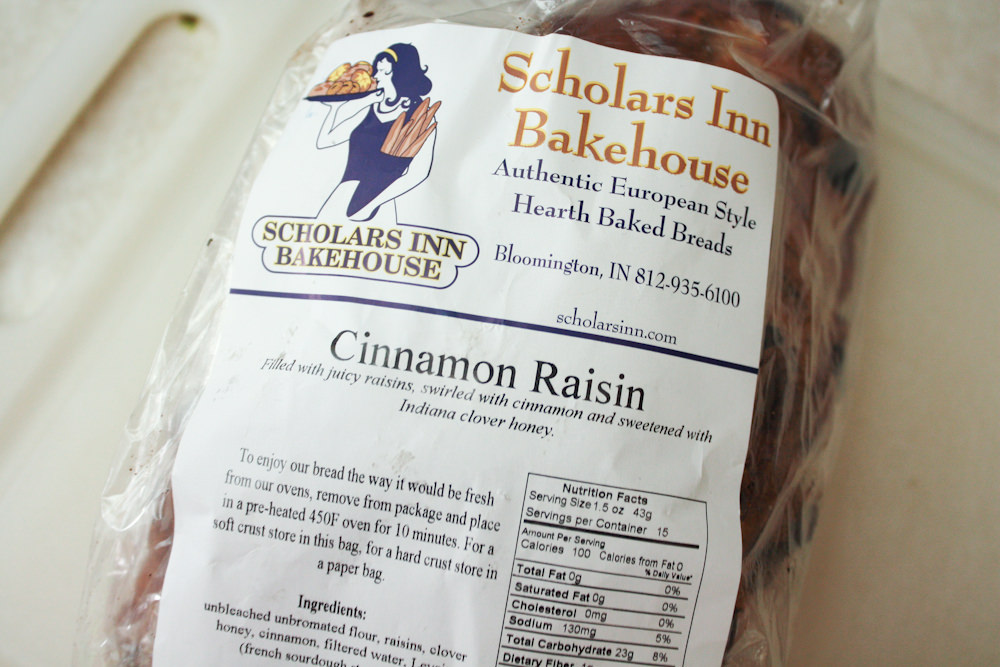 Scholars Inn
Bakehouse
Authentic European Style
Hearth Baked Breads
Bloomington, IN 812-935-6100
scholarsinn.com
SCHOLARS INN
BAKEHOUSE
Cinnamon Raisin
Filled with juicy raisins, swirled with cinnamon and sweetened with
Indiana clover honey.
To enjoy our bread the way it would be fresh
from our ovens, remove from package and place
in a pre-heated 450F oven for 10 minutes. For a
soft crust store in this bag, for a hard crust store in
a paper bag.
Ingredients:
unbleached unbromated flour, raisins, clover
honey, cinnamon, filtered water,
(french sourdough
Nutrition Facts
Serving Size 1.5 oz 43g
Servings per Container 15
Amount Per Serving
Calories 100 Calories from Fat 0
% Daily Value*
Total Fat 0g 0%
Saturated Fat 0g 0%
Cholesterol 0mg 0%
Sodium 130mg 5%
Total Carbohydrate 23g 8%
Dietary Fiber